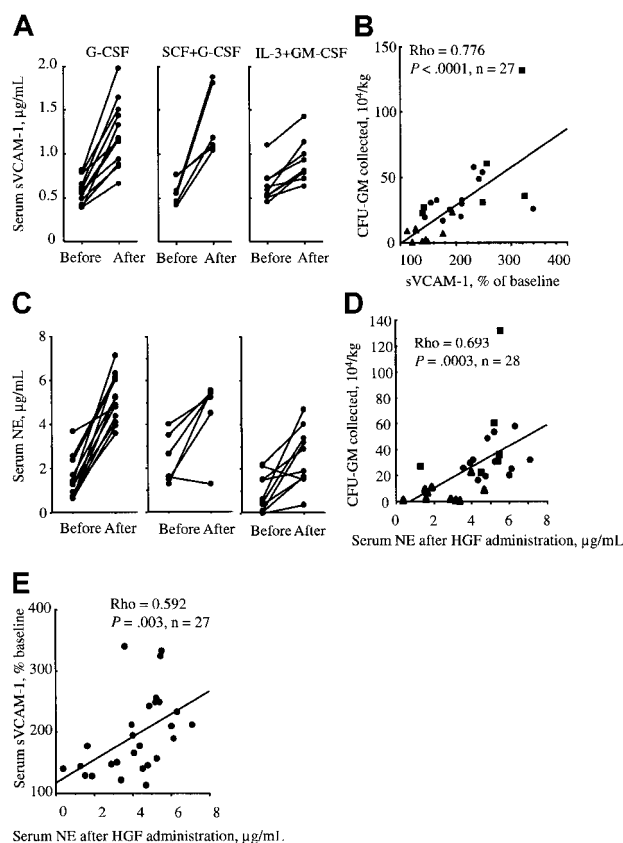 A
G-CSF
SCF+G-CSF
IL-3+GM-CSF
Serum sVCAM-1, μg/mL
2.0
1.5
1.0
0.5
0
Before After
Before After
Before After
B
Rho = 0.776
P < .0001, n = 27
CFU-GM collected, 10⁴/kg
150
100
50
0
100 200 300 400
sVCAM-1, % of baseline
C
Serum NE, μg/mL
8
6
4
2
0
Before After
Before After
Before After
D
Rho = 0.693
P = .0003, n = 28
CFU-GM collected, 10⁴/kg
140
120
100
80
60
40
20
0
0 2 4 6 8
Serum NE after HGF administration, μg/mL
E
Rho = 0.592
P = .003, n = 27
Serum sVCAM-1, % baseline
400
300
200
100
0 2 4 6 8
Serum NE after HGF administration, μg/mL